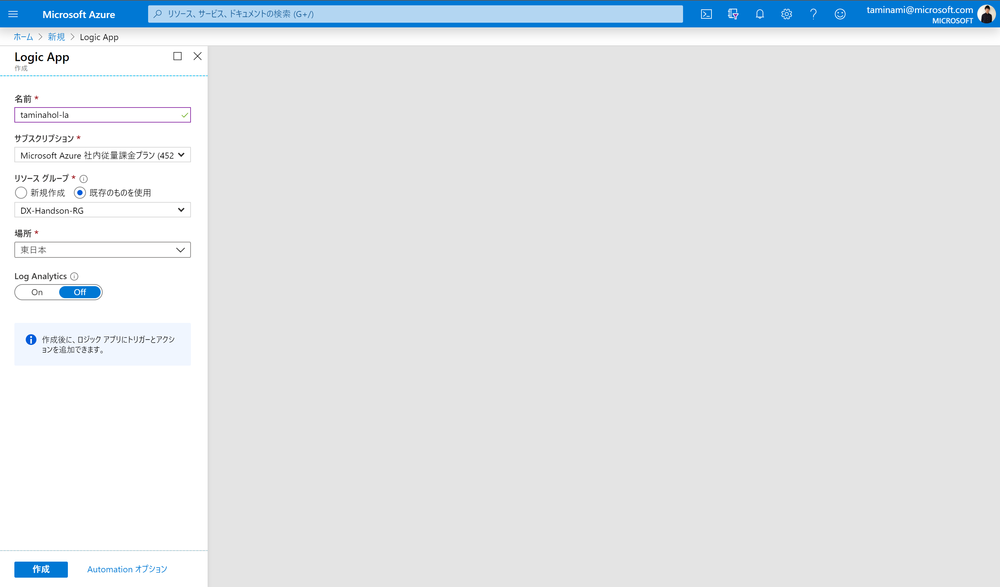 Microsoft Azure
リソース、サービス、ドキュメントの検索 (G+/)
taminami@microsoft.com
MICROSOFT
ホーム > 新規 > Logic App
Logic App
作成
名前 *
taminahol-la
サブスクリプション *
Microsoft Azure 社内従量課金プラン (452
リソース グループ *
新規作成 既存のものを使用
DX-Handson-RG
場所 *
東日本
Log Analytics
On Off
作成後に、ロジック アプリにトリガーとアクシ
ョンを追加できます。
作成 Automation オプション